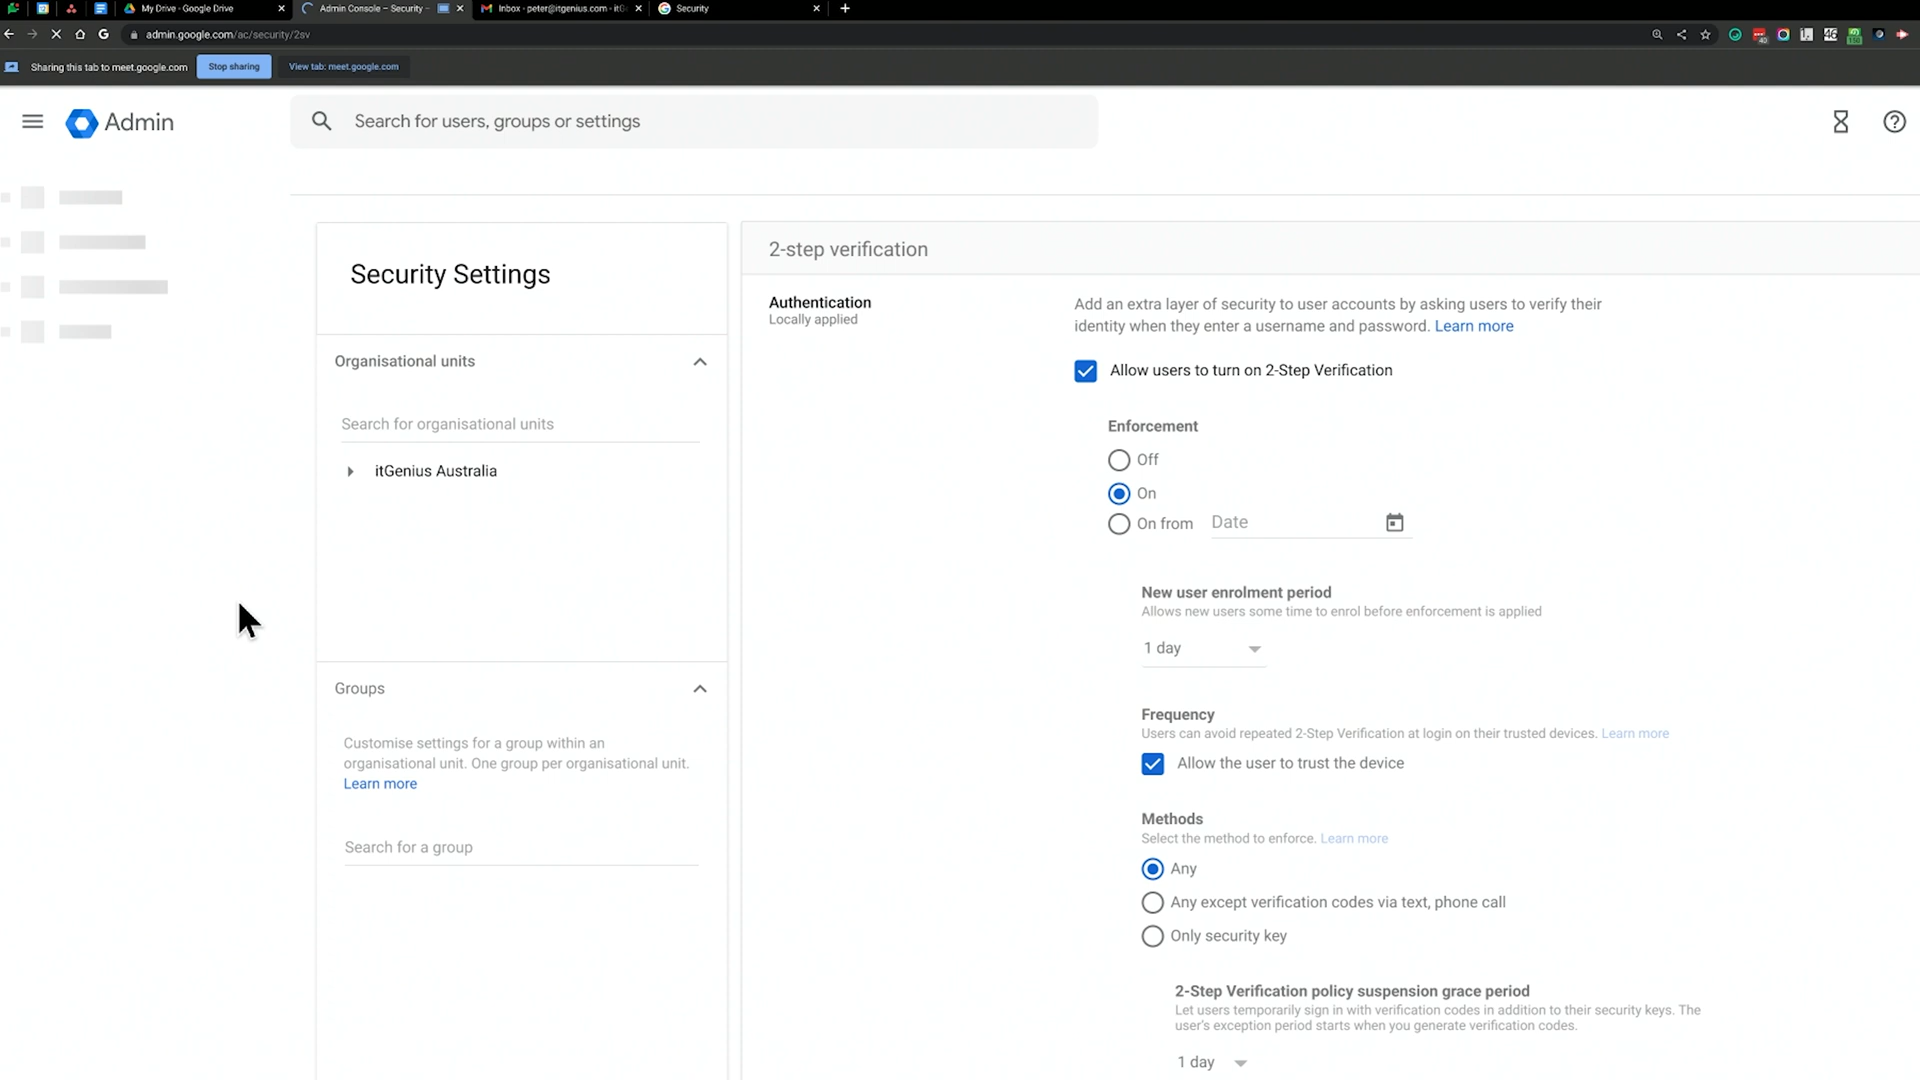 My Drive - Google Drive
Admin Console – Security -
Inbox - peter@itgenius.com - itG
Security
admin.google.com/ac/security/2sv
Sharing this tab to meet.google.com
Stop sharing
View tab: meet.google.com
Admin
Search for users, groups or settings
Security Settings
Organisational units
Search for organisational units
itGenius Australia
Groups
Customise settings for a group within an
organisational unit. One group per organisational unit.
Learn more
Search for a group
2-step verification
Authentication
Locally applied
Add an extra layer of security to user accounts by asking users to verify their
identity when they enter a username and password. Learn more
Allow users to turn on 2-Step Verification
Enforcement
Off
On
On from Date
New user enrolment period
Allows new users some time to enrol before enforcement is applied
1 day
Frequency
Users can avoid repeated 2-Step Verification at login on their trusted devices. Learn more
Allow the user to trust the device
Methods
Select the method to enforce. Learn more
Any
Any except verification codes via text, phone call
Only security key
2-Step Verification policy suspension grace period
Let users temporarily sign in with verification codes in addition to their security keys. The
user's exception period starts when you generate verification codes.
1 day